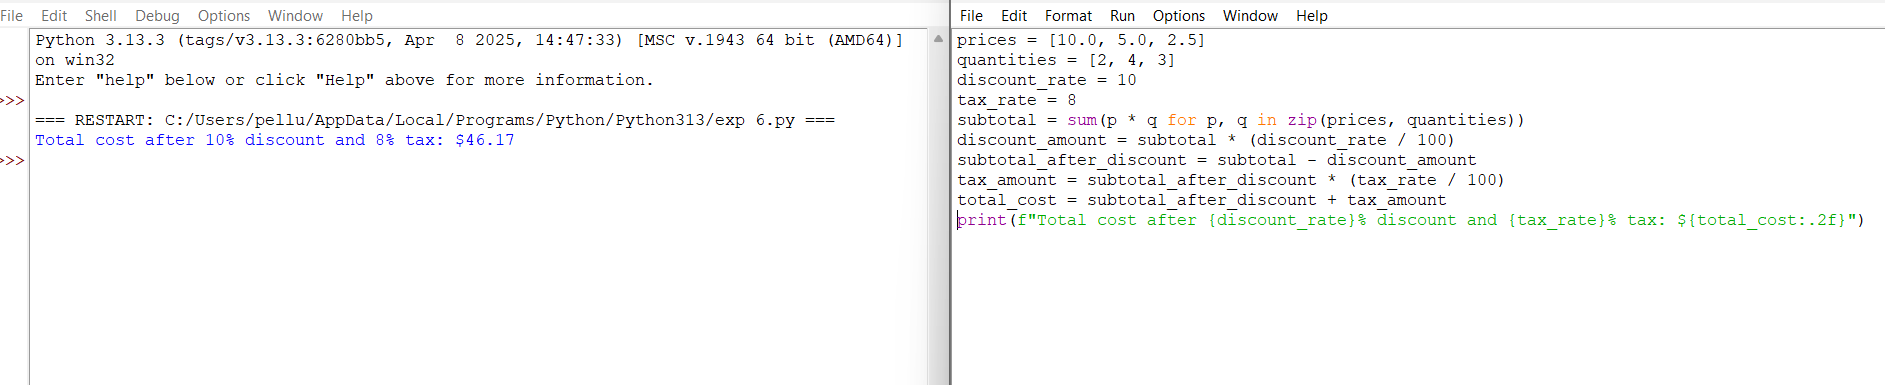 File Edit Shell Debug Options Window Help
Python 3.13.3 (tags/v3.13.3:6280bb5, Apr  8 2025, 14:47:33) [MSC v.1943 64 bit (AMD64)]
on win32
Enter "help" below or click "Help" above for more information.
>>>
=== RESTART: C:/Users/pellu/AppData/Local/Programs/Python/Python313/exp 6.py ===
Total cost after 10% discount and 8% tax: $46.17
>>>
File Edit Format Run Options Window Help
prices = [10.0, 5.0, 2.5]
quantities = [2, 4, 3]
discount_rate = 10
tax_rate = 8
subtotal = sum(p * q for p, q in zip(prices, quantities))
discount_amount = subtotal * (discount_rate / 100)
subtotal_after_discount = subtotal - discount_amount
tax_amount = subtotal_after_discount * (tax_rate / 100)
total_cost = subtotal_after_discount + tax_amount
print(f"Total cost after {discount_rate}% discount and {tax_rate}% tax: ${total_cost:.2f}")